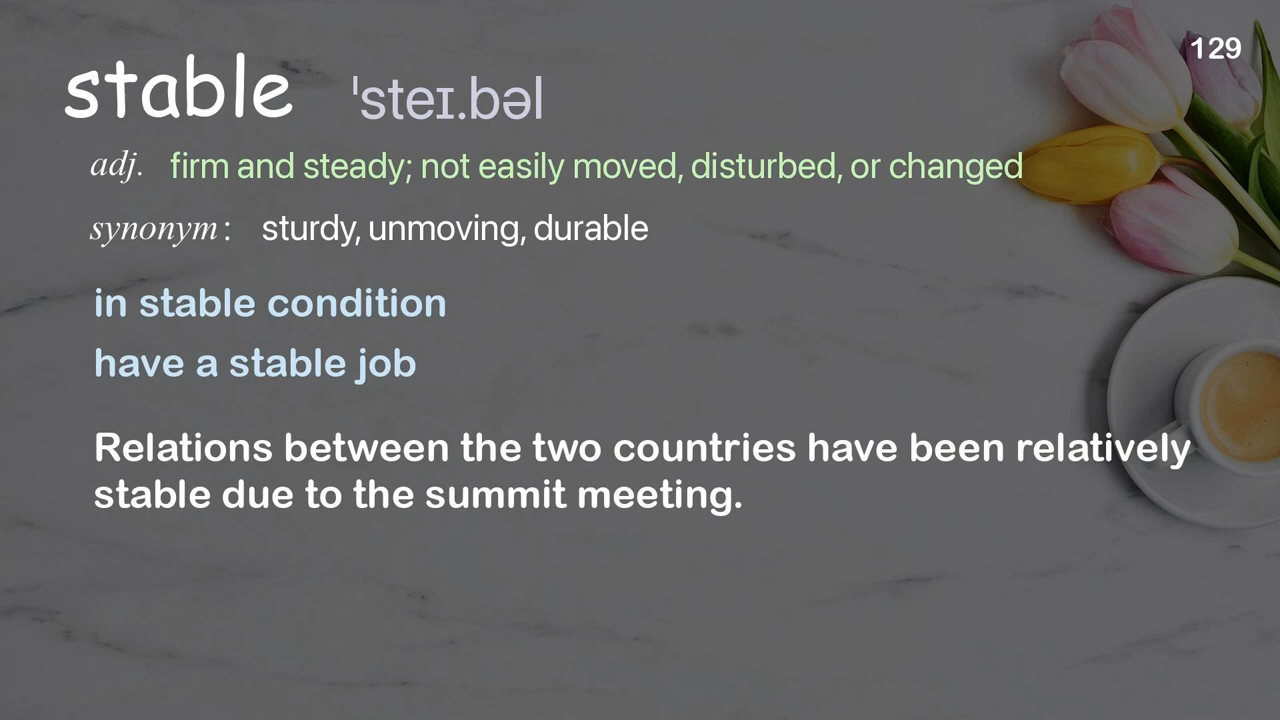 129
stable ˈsteɪ.bəl
adj. firm and steady; not easily moved, disturbed, or changed
synonym: sturdy, unmoving, durable
in stable condition
have a stable job
Relations between the two countries have been relatively
stable due to the summit meeting.